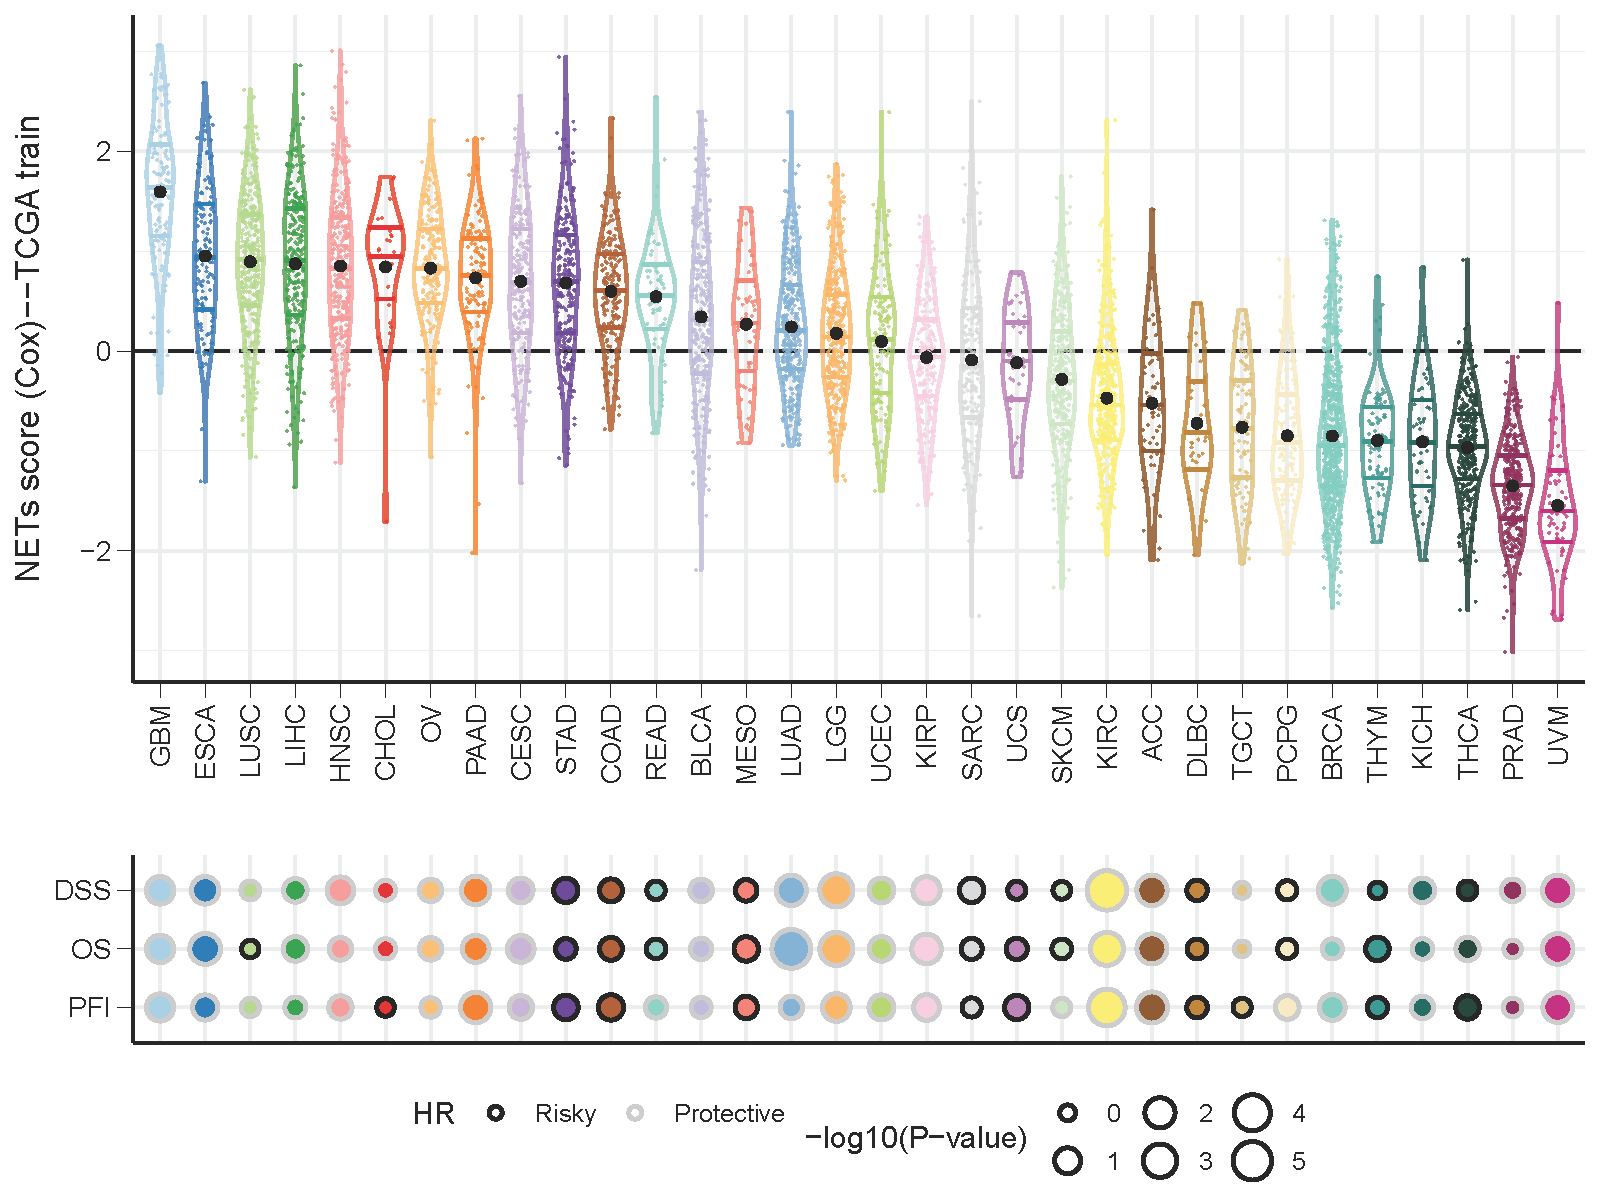 NETs score (Cox)−−TCGA train
2
0
−2
GBM
ESCA
LUSC
LIHC
HNSC
CHOL
OV
PAAD
CESC
STAD
COAD
READ
BLCA
MESO
LUAD
LGG
UCEC
KIRP
SARC
UCS
SKCM
KIRC
ACC
DLBC
TGCT
PCPG
BRCA
THYM
KICH
THCA
PRAD
UVM
DSS
OS
PFI
HR Risky Protective
−log10(P−value)
0 2 4
1 3 5